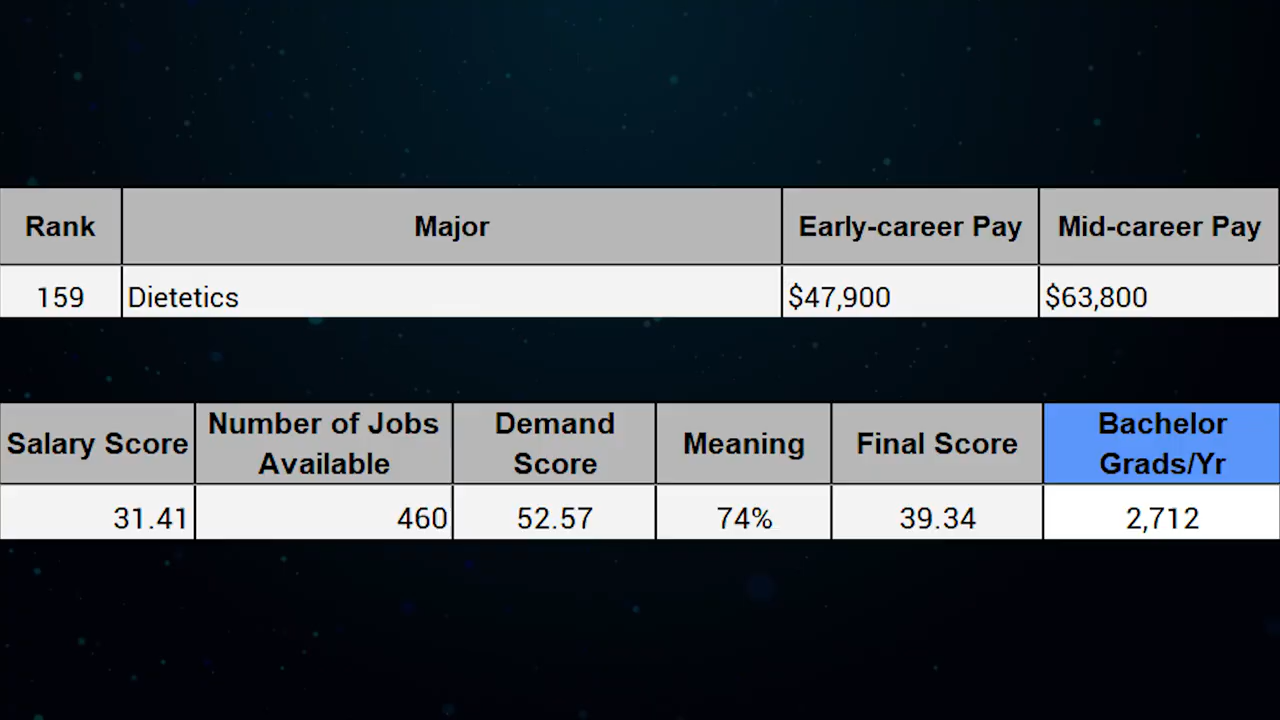 Rank Major Early-career Pay Mid-career Pay
159 Dietetics $47,900 $63,800
Salary Score Number of Jobs Available Demand Score Meaning Final Score Bachelor Grads/Yr
31.41 460 52.57 74% 39.34 2,712